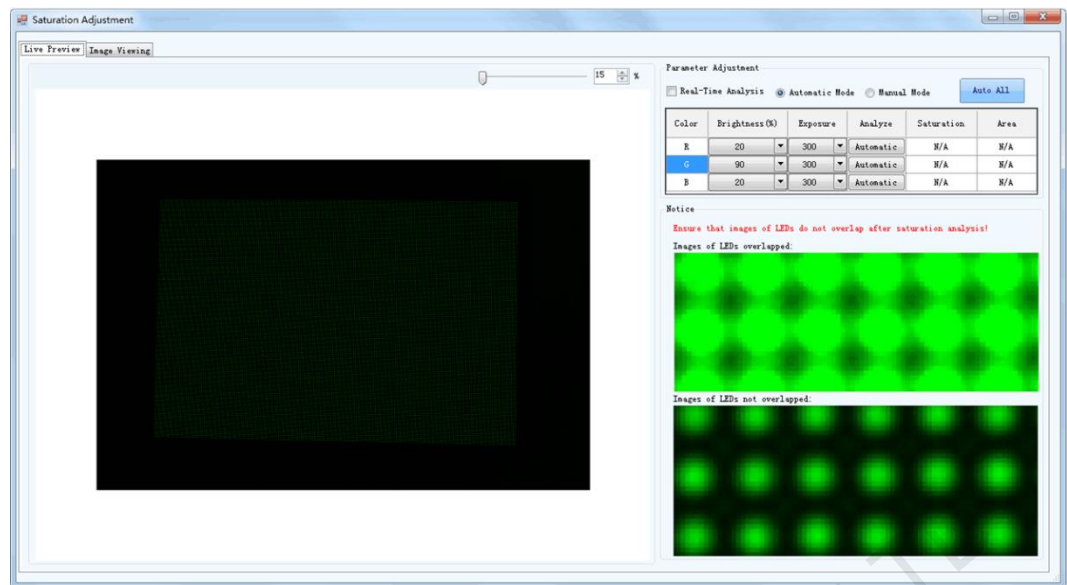 Saturation Adjustment
Live Preview Image Viewing
15 %
Parameter Adjustment
Real-Time Analysis Automatic Mode Manual Mode Auto All
Color Brightness(%) Exposure Analyze Saturation Area
R 20 300 Automatic N/A N/A
G 90 300 Automatic N/A N/A
B 20 300 Automatic N/A N/A
Notice
Ensure that images of LEDs do not overlap after saturation analysis!
Images of LEDs overlapped:
Images of LEDs not overlapped: